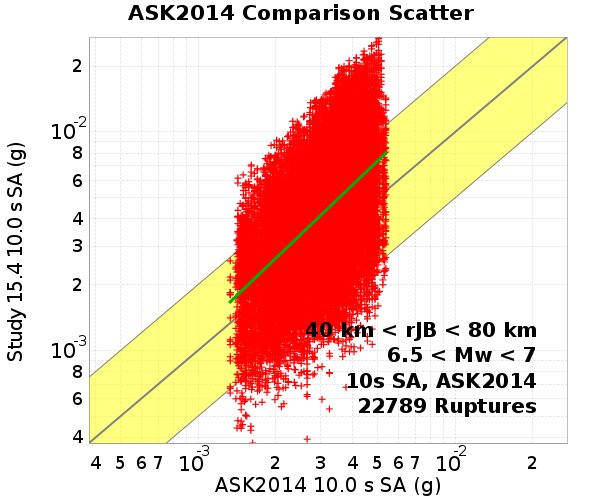 ASK2014 Comparison Scatter
Study 15.4 10.0 s SA (g)
2
10-2
8
6
4
3
2
10-3
8
6
4
40 km < rJB < 80 km
6.5 < Mw < 7
10s SA, ASK2014
22789 Ruptures
4 5 6 7 10-3 2 3 4 5 6 7 10-2 2
ASK2014 10.0 s SA (g)